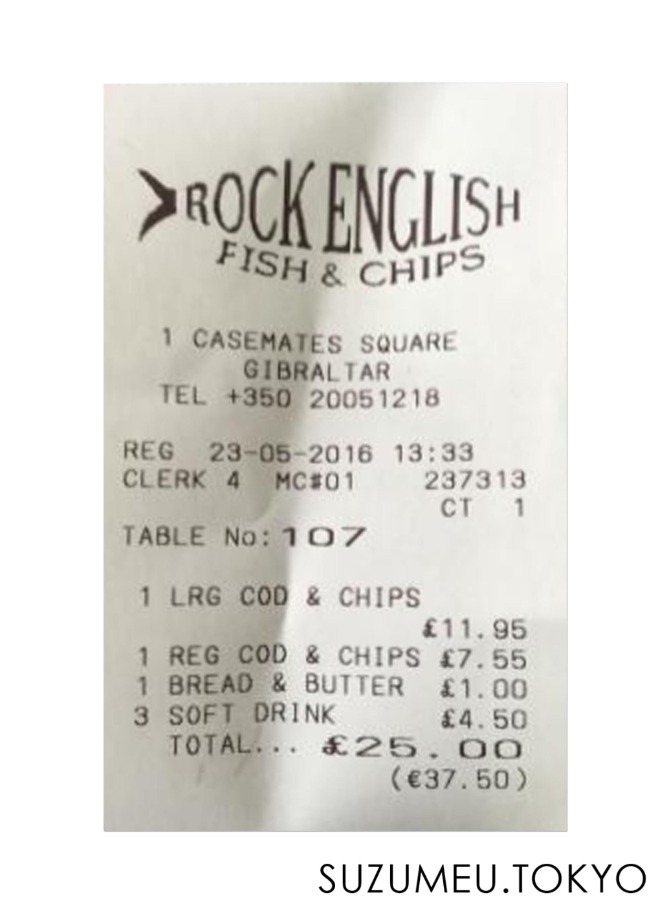 ROCK ENGLISH
FISH & CHIPS
1 CASEMATES SQUARE
GIBRALTAR
TEL +350 20051218
REG 23-05-2016 13:33
CLERK 4 MC#01 237313
CT 1
TABLE No: 107
1 LRG COD & CHIPS
£11.95
1 REG COD & CHIPS £7.55
1 BREAD & BUTTER £1.00
3 SOFT DRINK £4.50
TOTAL... £25.00
(€37.50)
SUZUMEU.TOKYO